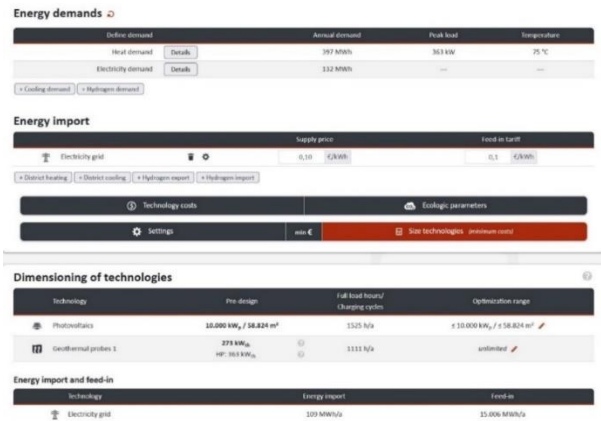 Energy demands
Define demand Annual demand Peak load Temperature
Heat demand Details 397 MWh 363 kW 75 °C
Electricity demand Details 332 MWh --- ---
+ Cooling demand + Hydrogen demand
Energy import
Supply price Feed-in tariff
Electricity grid 0,10 €/kWh 0,1 €/kWh
+ District heating + District cooling + Hydrogen export + Hydrogen import
Technology costs Ecologic parameters
Settings min € Size technologies (minimum costs)
Dimensioning of technologies
Technology Pre-design Full load hours/ Charging cycles Optimization range
Photovoltaics 10.000 kWp / 58.824 m² 1525 h/a ± 10.000 kWp / ± 58.824 m²
Geothermal probes 1 273 kWth 1111 h/a unlimited
HP: 363 kWth
Energy import and feed-in
Technology Energy import Feed-in
Electricity grid 109 MWh/a 15.006 MWh/a